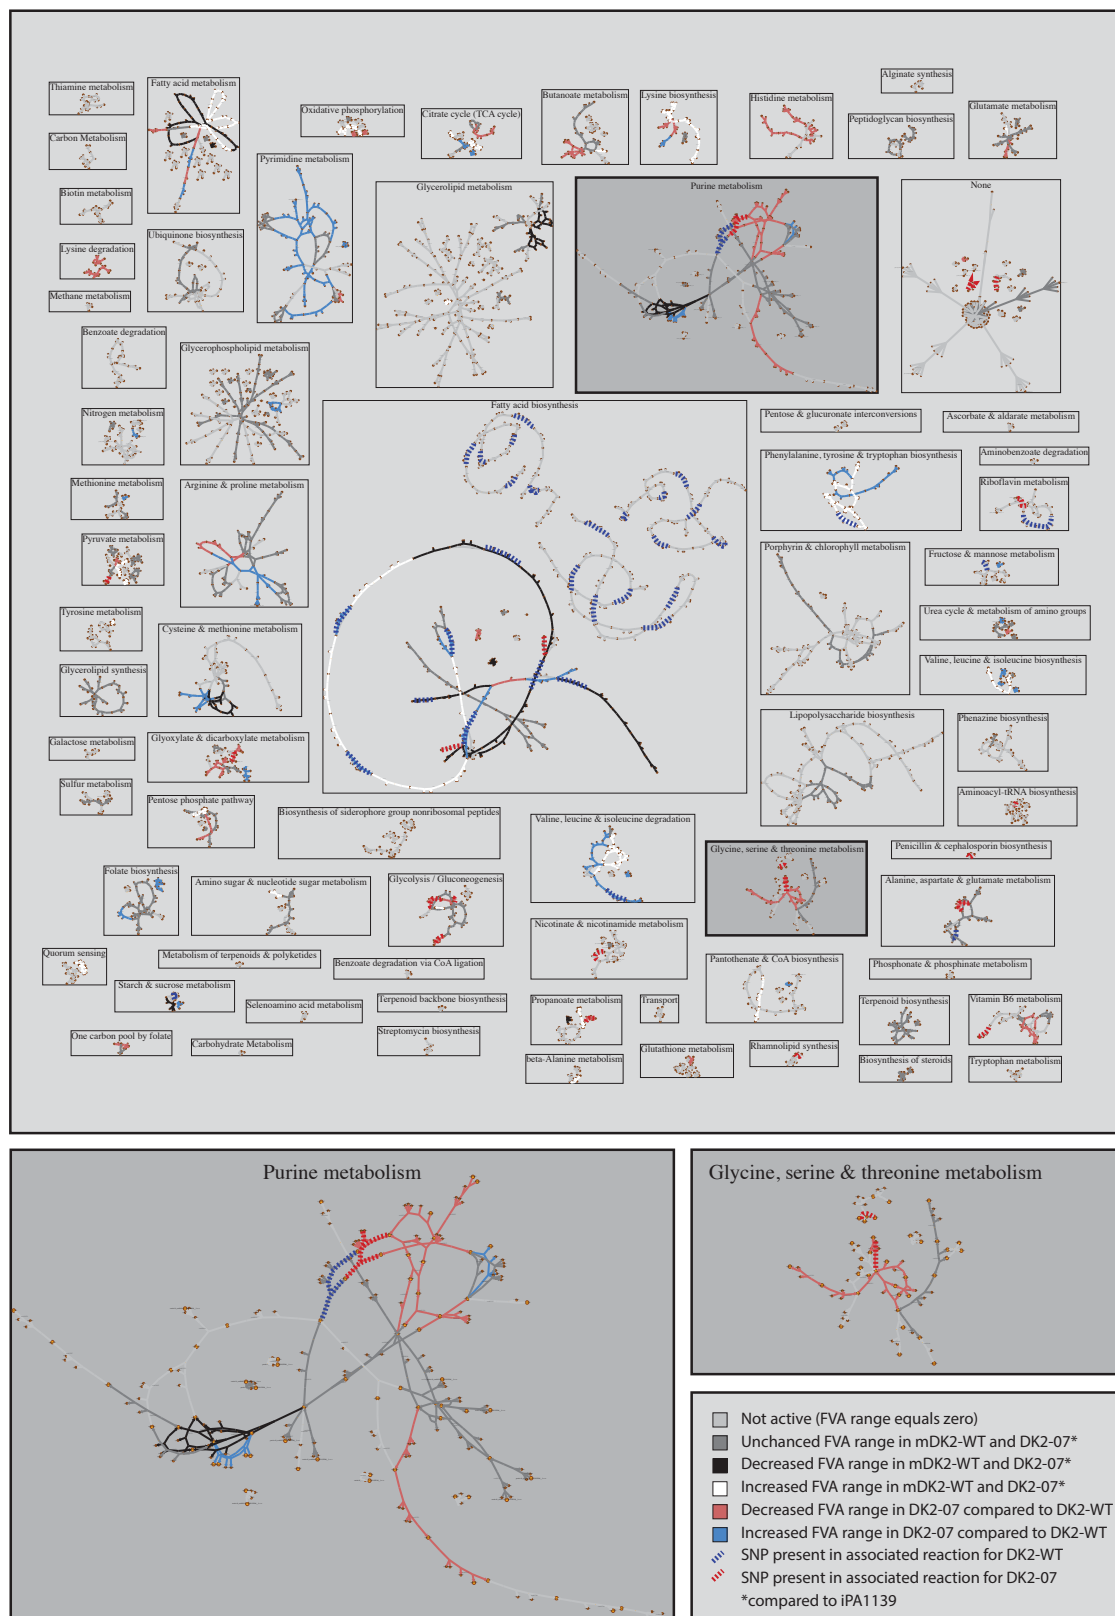 Thiamine metabolism
Fatty acid metabolism
Oxidative phosphorylation
Citrate cycle (TCA cycle)
Butanoate metabolism
Lysine biosynthesis
Histidine metabolism
Alginate synthesis
Peptidoglycan biosynthesis
Glutamate metabolism
Carbon Metabolism
Pyrimidine metabolism
Glycerolipid metabolism
Purine metabolism
None
Biotin metabolism
Ubiquinone biosynthesis
Lysine degradation
Methane metabolism
Benzoate degradation
Glycerophospholipid metabolism
Fatty acid biosynthesis
Pentose & glucuronate interconversions
Ascorbate & aldarate metabolism
Nitrogen metabolism
Phenylalanine, tyrosine & tryptophan biosynthesis
Aminobenzoate degradation
Methionine metabolism
Arginine & proline metabolism
Riboflavin metabolism
Pyruvate metabolism
Porphyrin & chlorophyll metabolism
Fructose & mannose metabolism
Tyrosine metabolism
Cysteine & methionine metabolism
Urea cycle & metabolism of amino groups
Glycerolipid synthesis
Valine, leucine & isoleucine biosynthesis
Lipopolysaccharide biosynthesis
Phenazine biosynthesis
Galactose metabolism
Glyoxylate & dicarboxylate metabolism
Sulfur metabolism
Pentose phosphate pathway
Aminoacyl-tRNA biosynthesis
Biosynthesis of siderophore group nonribosomal peptides
Valine, leucine & isoleucine degradation
Glycine, serine & threonine metabolism
Penicillin & cephalosporin biosynthesis
Folate biosynthesis
Amino sugar & nucleotide sugar metabolism
Glycolysis / Gluconeogenesis
Alanine, aspartate & glutamate metabolism
Nicotinate & nicotinamide metabolism
Quorum sensing
Metabolism of terpenoids & polyketides
Benzoate degradation via CoA ligation
Pantothenate & CoA biosynthesis
Phosphonate & phosphinate metabolism
Starch & sucrose metabolism
Selenoamino acid metabolism
Terpenoid backbone biosynthesis
Propanoate metabolism
Transport
Terpenoid biosynthesis
Vitamin B6 metabolism
One carbon pool by folate
Carbohydrate Metabolism
Streptomycin biosynthesis
beta-Alanine metabolism
Glutathione metabolism
Rhamnolipid synthesis
Biosynthesis of steroids
Tryptophan metabolism
Purine metabolism
Glycine, serine & threonine metabolism
Not active (FVA range equals zero)
Unchanced FVA range in mDK2-WT and DK2-07*
Decreased FVA range in mDK2-WT and DK2-07*
Increased FVA range in mDK2-WT and DK2-07*
Decreased FVA range in DK2-07 compared to DK2-WT
Increased FVA range in DK2-07 compared to DK2-WT
SNP present in associated reaction for DK2-WT
SNP present in associated reaction for DK2-07
*compared to iPA1139